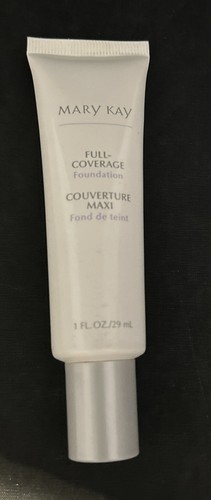 MARY KAY
FULL-
COVERAGE
Foundation
COUVERTURE
MAXI
Fond de teint
1 FL. OZ./29 mL